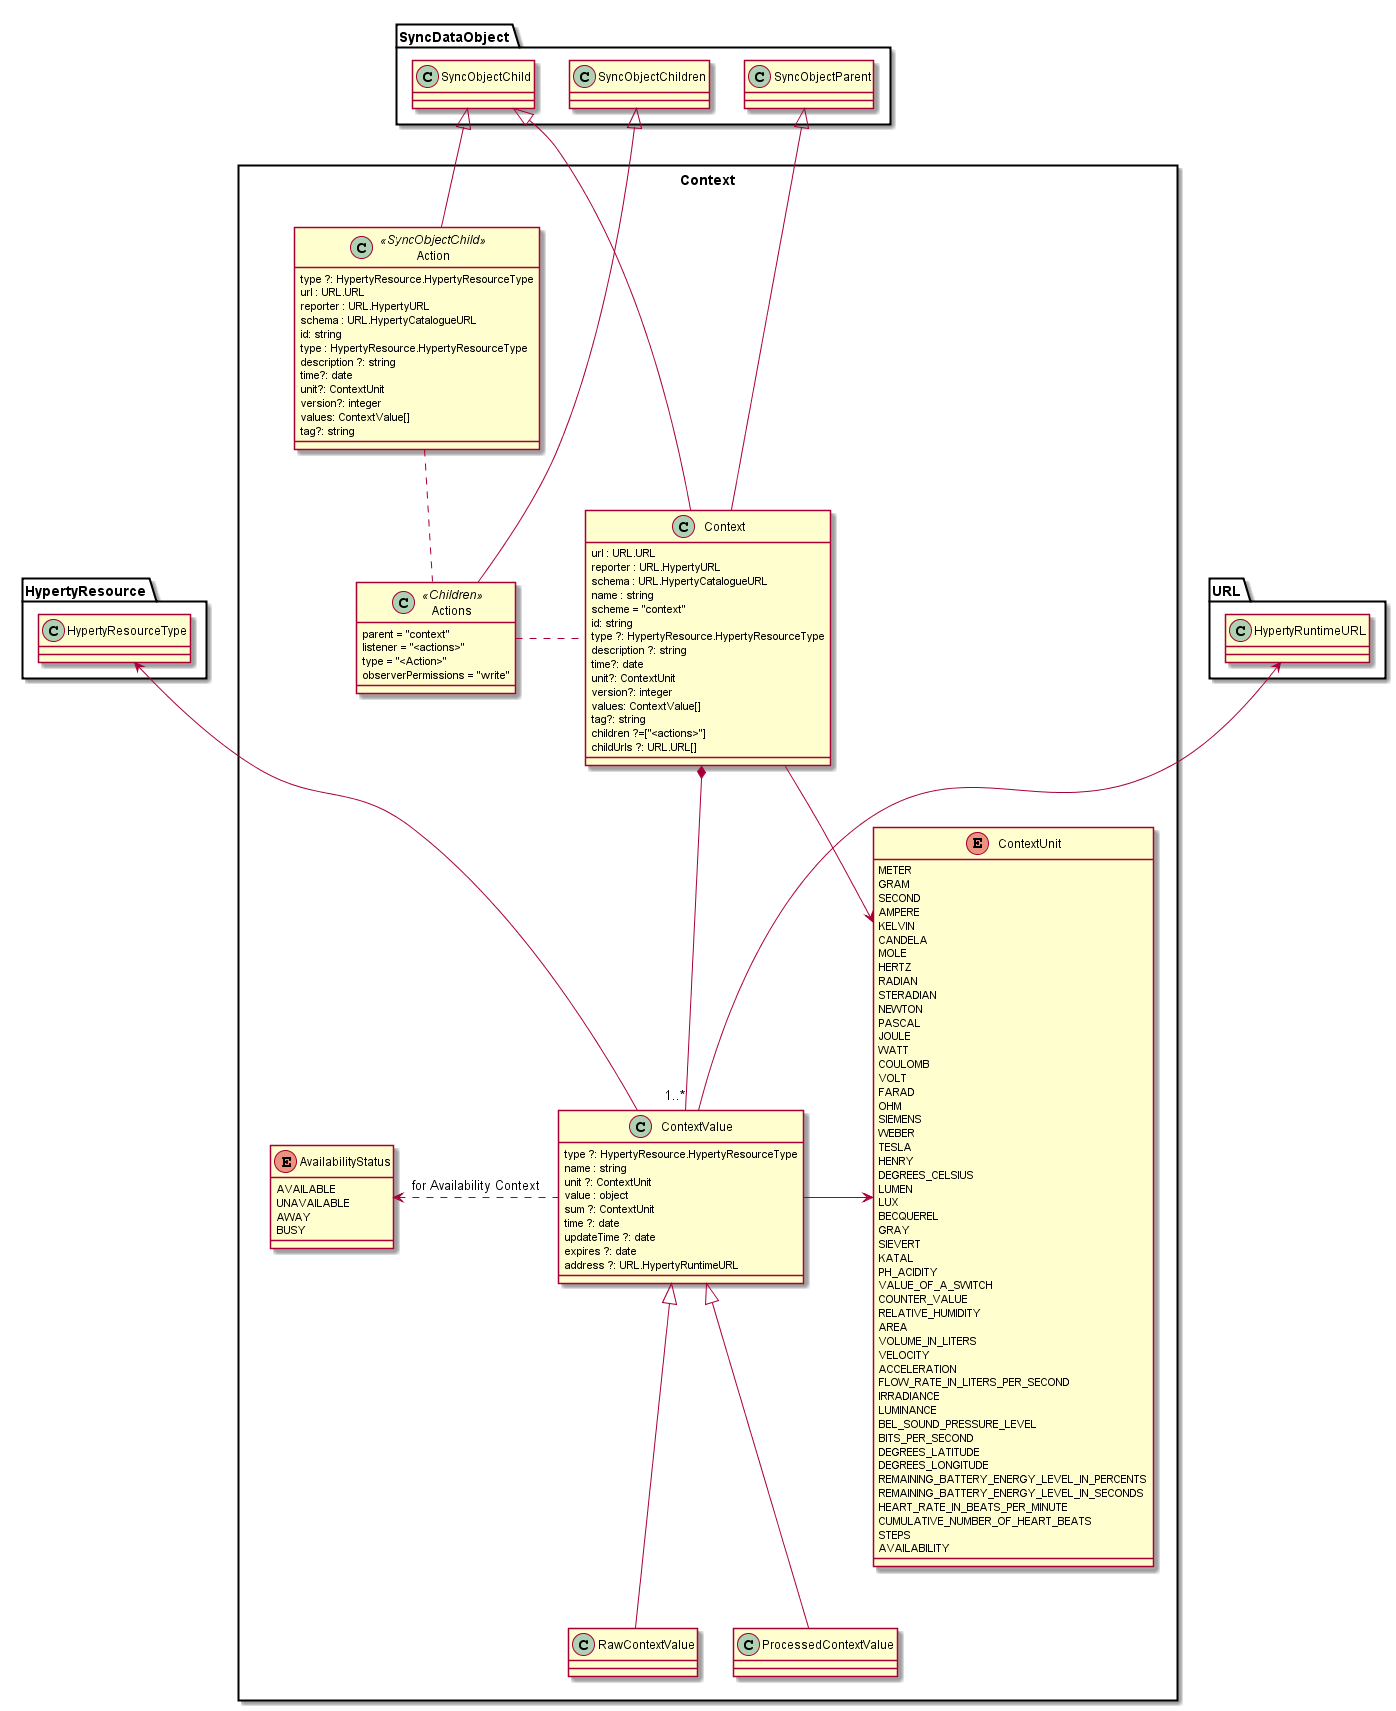 SyncDataObject
C SyncObjectChild
C SyncObjectChildren
C SyncObjectParent
Context
C «SyncObjectChild»
Action
type ?: HypertyResource.HypertyResourceType
url : URL.URL
reporter : URL.HypertyURL
schema : URL.HypertyCatalogueURL
id: string
type : HypertyResource.HypertyResourceType
description ?: string
time?: date
unit?: ContextUnit
version?: integer
values: ContextValue[]
tag?: string
C Context
url : URL.URL
reporter : URL.HypertyURL
schema : URL.HypertyCatalogueURL
name : string
scheme = "context"
id: string
type ?: HypertyResource.HypertyResourceType
description ?: string
time?: date
unit?: ContextUnit
version?: integer
values: ContextValue[]
tag?: string
children ?=["<actions>"]
childUrls ?: URL.URL[]
C «Children»
Actions
parent = "context"
listener = "<actions>"
type = "<Action>"
observerPermissions = "write"
HypertyResource
C HypertyResourceType
URL
C HypertyRuntimeURL
E ContextUnit
METER
GRAM
SECOND
AMPERE
KELVIN
CANDELA
MOLE
HERTZ
RADIAN
STERADIAN
NEWTON
PASCAL
JOULE
WATT
COULOMB
VOLT
FARAD
OHM
SIEMENS
WEBER
TESLA
HENRY
DEGREES_CELSIUS
LUMEN
LUX
BECQUEREL
GRAY
SIEVERT
KATAL
PH_ACIDITY
VALUE_OF_A_SWITCH
COUNTER_VALUE
RELATIVE_HUMIDITY
AREA
VOLUME_IN_LITERS
VELOCITY
ACCELERATION
FLOW_RATE_IN_LITERS_PER_SECOND
IRRADIANCE
LUMINANCE
BEL_SOUND_PRESSURE_LEVEL
BITS_PER_SECOND
DEGREES_LATITUDE
DEGREES_LONGITUDE
REMAINING_BATTERY_ENERGY_LEVEL_IN_PERCENTS
REMAINING_BATTERY_ENERGY_LEVEL_IN_SECONDS
HEART_RATE_IN_BEATS_PER_MINUTE
CUMULATIVE_NUMBER_OF_HEART_BEATS
STEPS
AVAILABILITY
1..*
C ContextValue
type ?: HypertyResource.HypertyResourceType
name : string
unit ?: ContextUnit
value : object
sum ?: ContextUnit
time ?: date
updateTime ?: date
expires ?: date
address ?: URL.HypertyRuntimeURL
for Availability Context
E AvailabilityStatus
AVAILABLE
UNAVAILABLE
AWAY
BUSY
C RawContextValue
C ProcessedContextValue